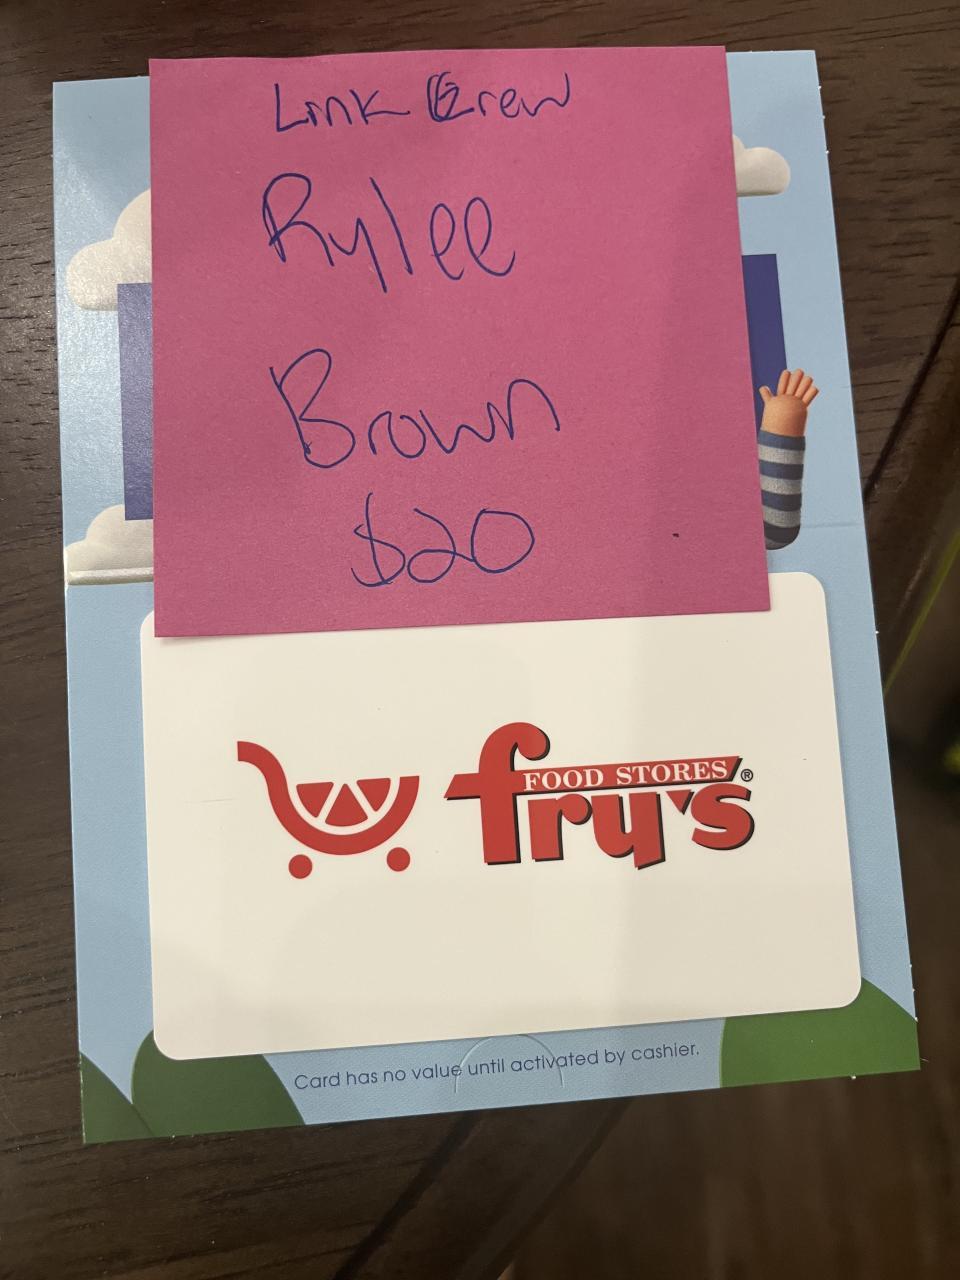 Link Crew
Rylee
Brown
$20
fry's
FOOD STORES®
Card has no value until activated by cashier.